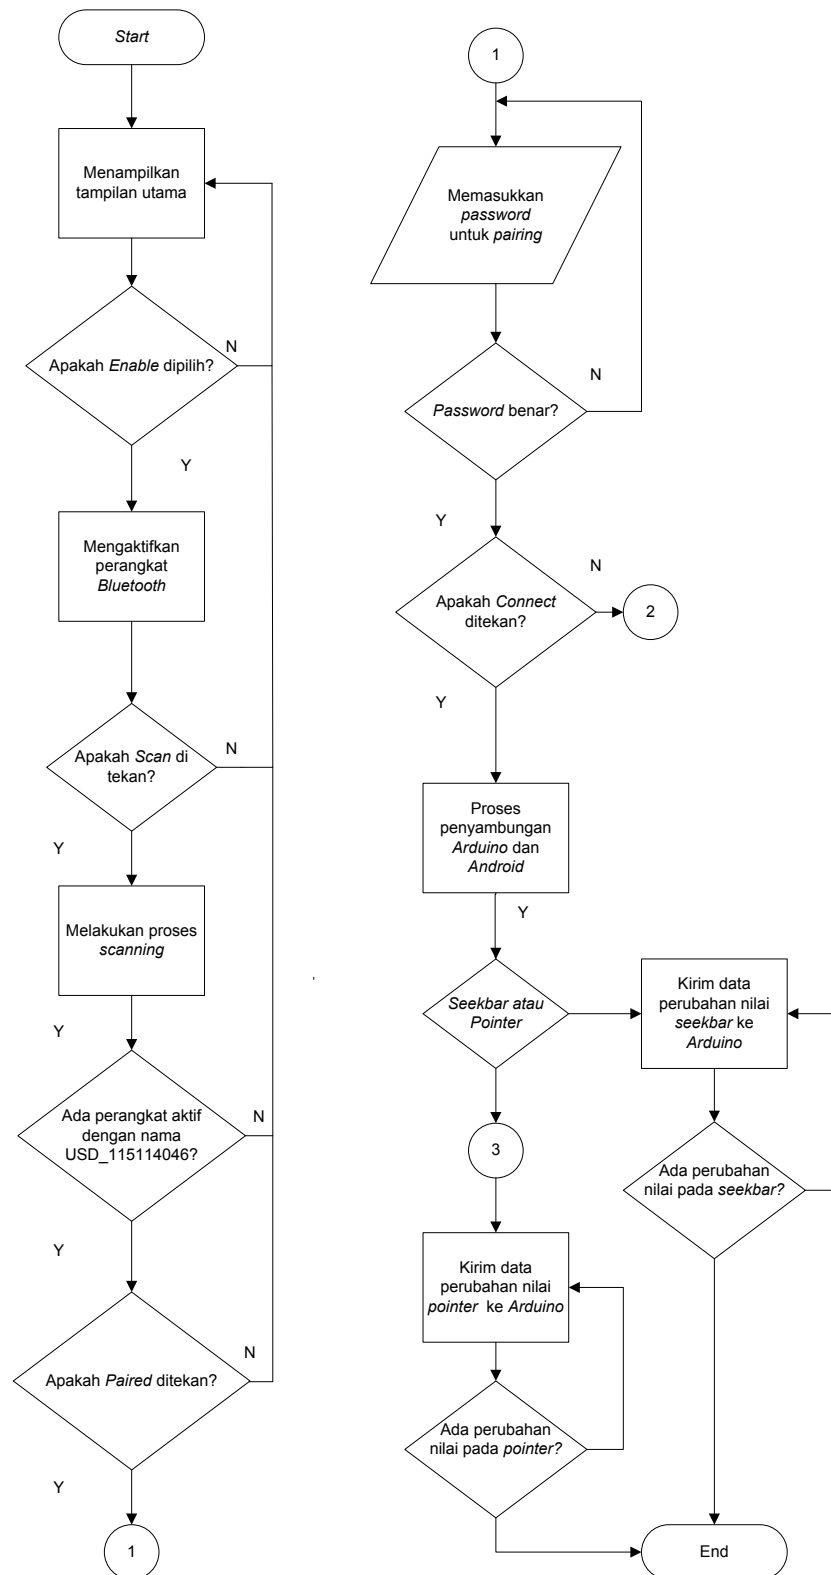 Start
Menampilkan
tampilan utama
Apakah Enable dipilih?
N
Y
Mengaktifkan
perangkat
Bluetooth
Apakah Scan di
tekan?
N
Y
Melakukan proses
scanning
Y
Ada perangkat aktif
dengan nama
USD_115114046?
N
Y
Apakah Paired ditekan?
N
Y
1
1
Memasukkan
password
untuk pairing
Password benar?
N
Y
Apakah Connect
ditekan?
N
2
Y
Proses
penyambungan
Arduino dan
Android
Y
Seekbar atau
Pointer
3
Kirim data
perubahan nilai
pointer ke Arduino
Ada perubahan
nilai pada pointer?
Kirim data
perubahan nilai
seekbar ke
Arduino
Ada perubahan
nilai pada seekbar?
End